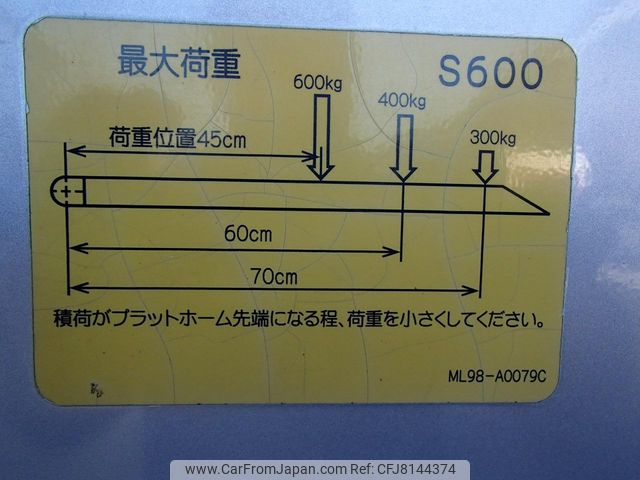 最大荷重
S600
600kg
400kg
300kg
荷重位置45cm
60cm
70cm
積荷がプラットホーム先端になる程、荷重を小さくしてください。
ML98-A0079C
www.CarFromJapan.com | ID CFJ8144374